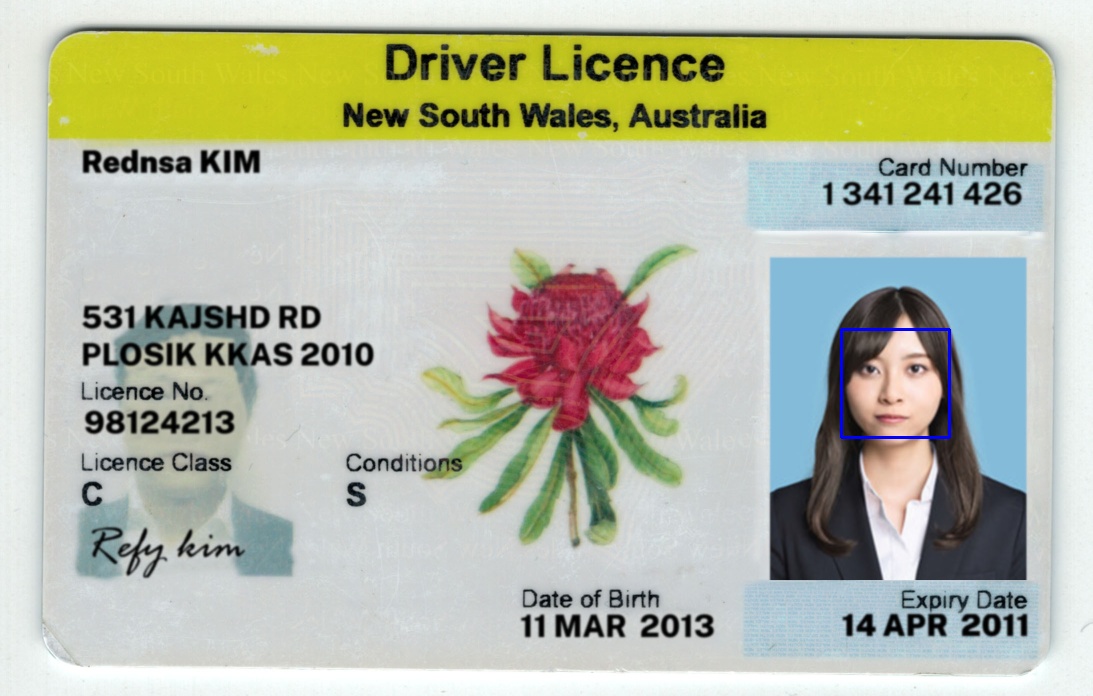 Driver Licence
New South Wales, Australia
Rednsa KIM
Card Number
1 341 241 426
531 KAJSHD RD
PLOSIK KKAS 2010
Licence No.
98124213
Licence Class
C
Conditions
S
Refy kim
Date of Birth
11 MAR 2013
Expiry Date
14 APR 2011